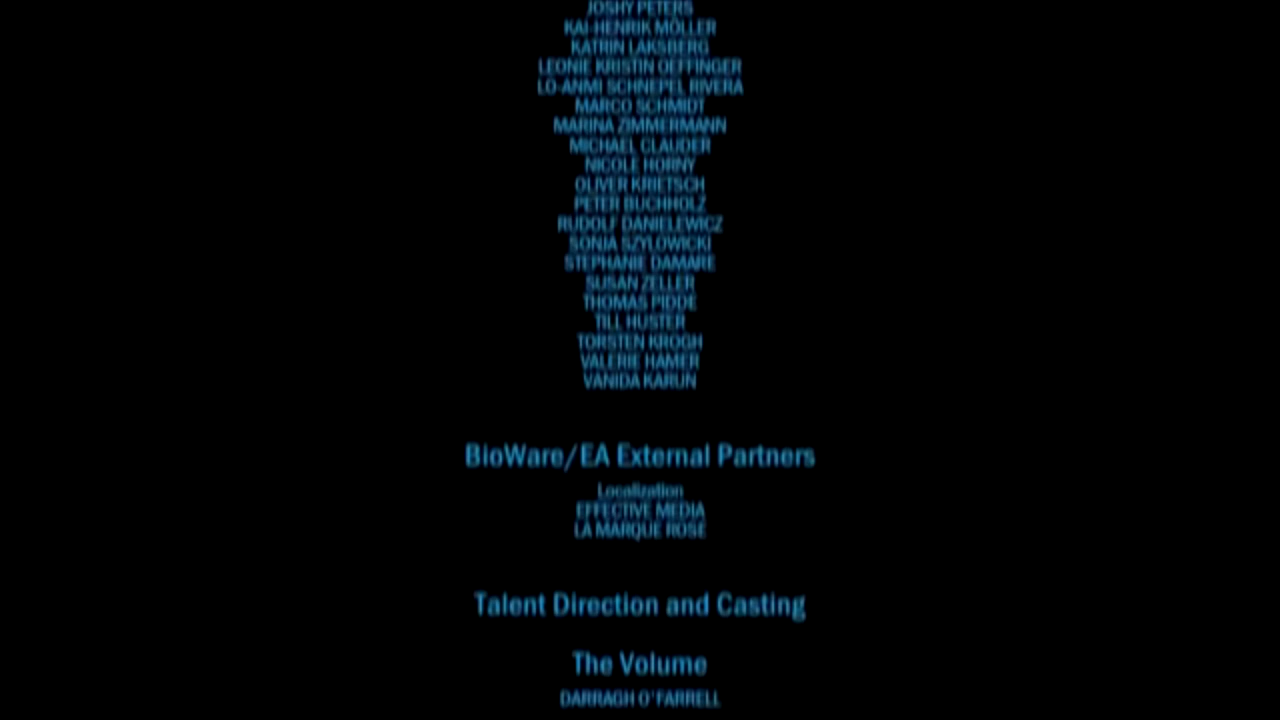 JOSHY PETERS
KAI-HENRIK MÖLLER
KATRIN LAKSBERG
LEONIE KRISTIN OEFFINGER
LO-ANMI SCHNEPEL RIVERA
MARCO SCHMIDT
MARINA ZIMMERMANN
MICHAEL CLAUDER
NICOLE HORNY
OLIVER KRIETSCH
PETER BUCHHOLZ
RUDOLF DANIELEWICZ
SONJA SZYLOWICKI
STEPHANIE DAMARE
SUSAN ZELLER
THOMAS PIDDE
TILL HUSTER
TORSTEN KROGH
VALERIE HAMER
VANIDA KARUN
BioWare/EA External Partners
Localization
EFFECTIVE MEDIA
LA MARQUE ROSE
Talent Direction and Casting
The Volume
DARRAGH O'FARRELL